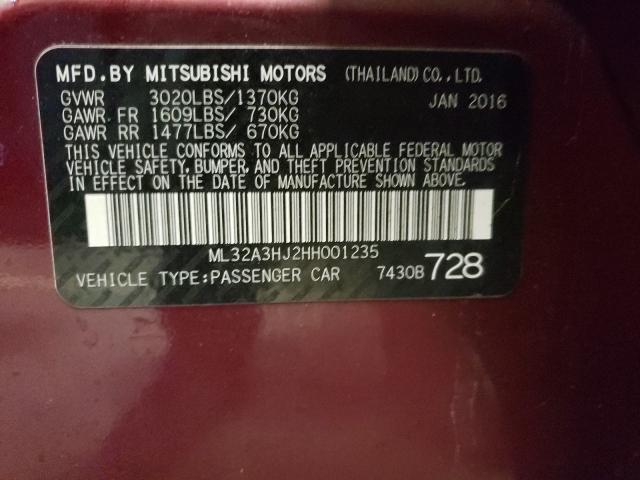 MFD.BY MITSUBISHI MOTORS (THAILAND) CO., LTD.
GVWR 3020LBS/1370KG JAN 2016
GAWR FR 1609LBS/ 730KG
GAWR RR 1477LBS/ 670KG
THIS VEHICLE CONFORMS TO ALL APPLICABLE FEDERAL MOTOR
VEHICLE SAFETY, BUMPER, AND THEFT PREVENTION STANDARDS
IN EFFECT ON THE DATE OF MANUFACTURE SHOWN ABOVE.
ML32A3HJ2HH001235
VEHICLE TYPE:PASSENGER CAR 7430B 728